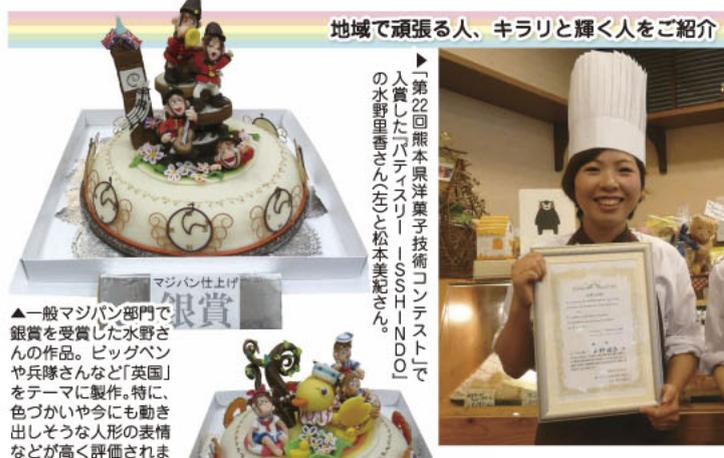 地域で頑張る人、キラリと輝く人をご紹介
▶「第22回熊本県洋菓子技術コンテスト」で
入賞した『パティスリー ISSHINDO』
の水野里香さん(左)と松本美紀さん。
マジパン仕上げ
銀賞
▲一般マジパン部門で
銀賞を受賞した水野さ
んの作品。ビッグベン
や兵隊さんなど「英国」
をテーマに製作。特に、
色づかいや今にも動き
出しそうな人形の表情
などが高く評価されま